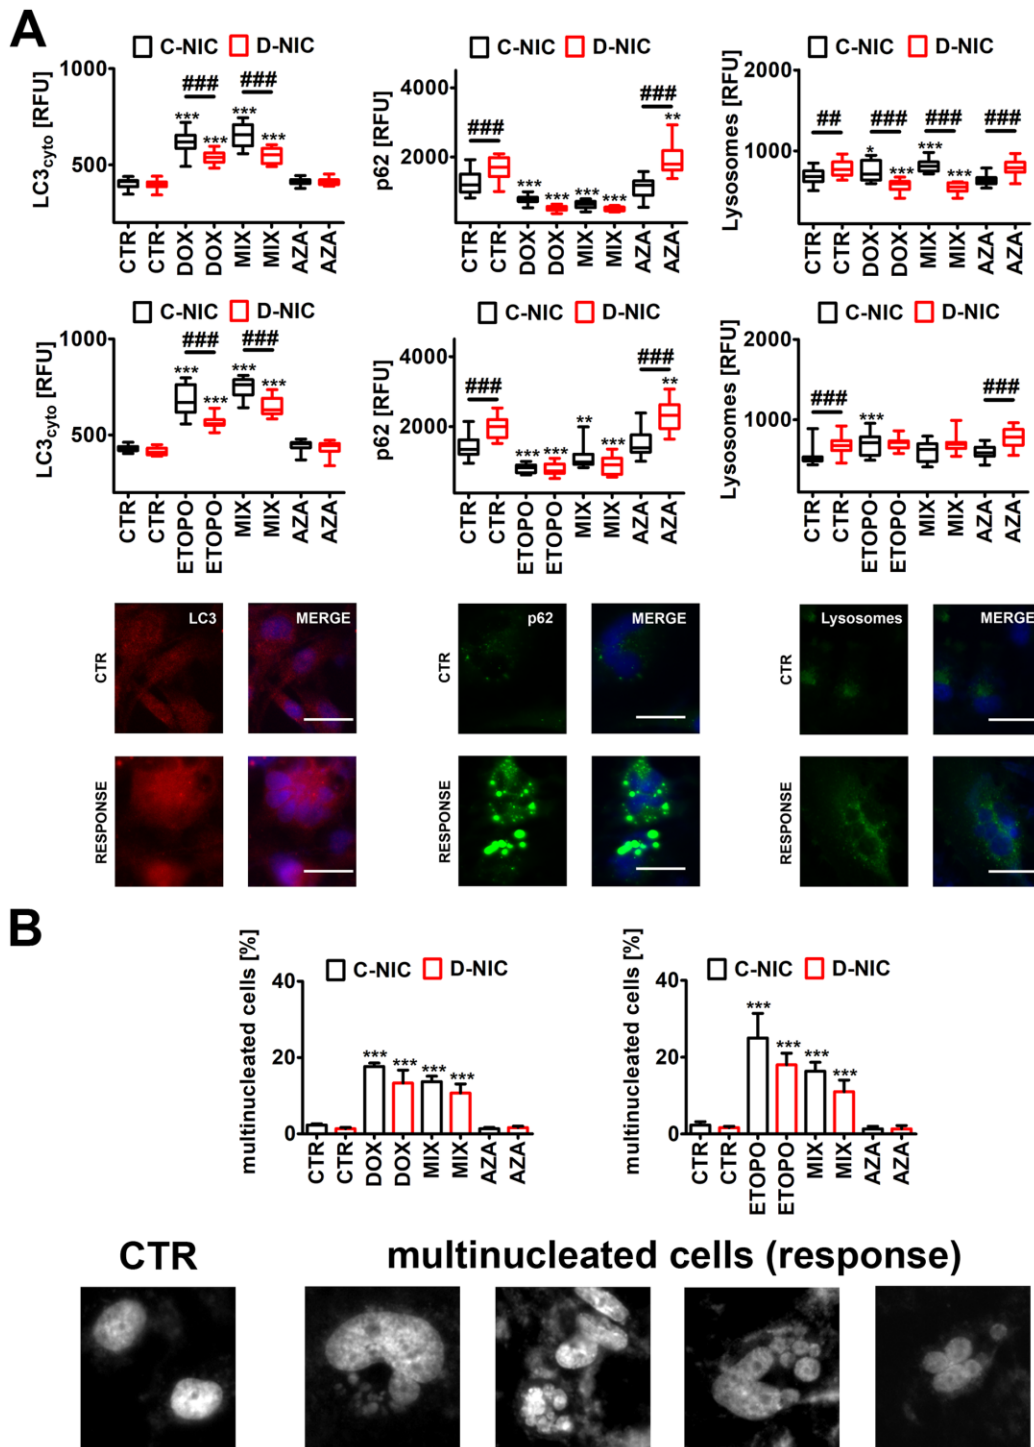 A
C-NIC D-NIC
LC3cyto [RFU]
1000
500
### ###
*** *** *** ***
CTR CTR DOX DOX MIX MIX AZA AZA
C-NIC D-NIC
p62 [RFU]
4000
2000
### ###
*** *** *** *** **
CTR CTR DOX DOX MIX MIX AZA AZA
C-NIC D-NIC
Lysosomes [RFU]
2000
1000
## ### ### ###
* *** *** ***
CTR CTR DOX DOX MIX MIX AZA AZA
C-NIC D-NIC
LC3cyto [RFU]
1000
500
### ###
*** *** *** ***
CTR CTR ETOPO ETOPO MIX MIX AZA AZA
C-NIC D-NIC
p62 [RFU]
4000
2000
### ###
*** *** ** *** **
CTR CTR ETOPO ETOPO MIX MIX AZA AZA
C-NIC D-NIC
Lysosomes [RFU]
2000
1000
### ###
***
CTR CTR ETOPO ETOPO MIX MIX AZA AZA
CTR
LC3 MERGE
RESPONSE
CTR
p62 MERGE
RESPONSE
CTR
Lysosomes MERGE
RESPONSE
B
C-NIC D-NIC
multinucleated cells [%]
40
20
0
*** *** *** ***
CTR CTR DOX DOX MIX MIX AZA AZA
C-NIC D-NIC
multinucleated cells [%]
40
20
0
*** *** *** ***
CTR CTR ETOPO ETOPO MIX MIX AZA AZA
CTR
multinucleated cells (response)